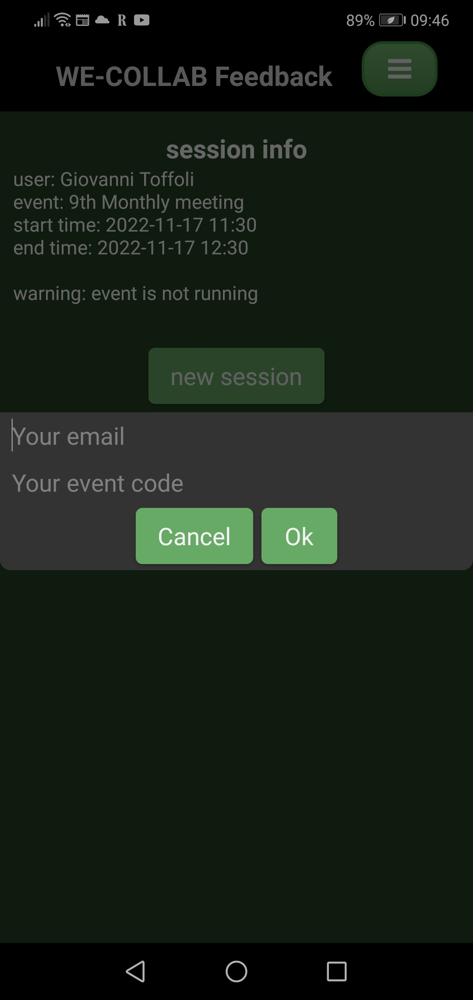 89% 09:46
WE-COLLAB Feedback
session info
user: Giovanni Toffoli
event: 9th Monthly meeting
start time: 2022-11-17 11:30
end time: 2022-11-17 12:30
warning: event is not running
new session
Your email
Your event code
Cancel Ok